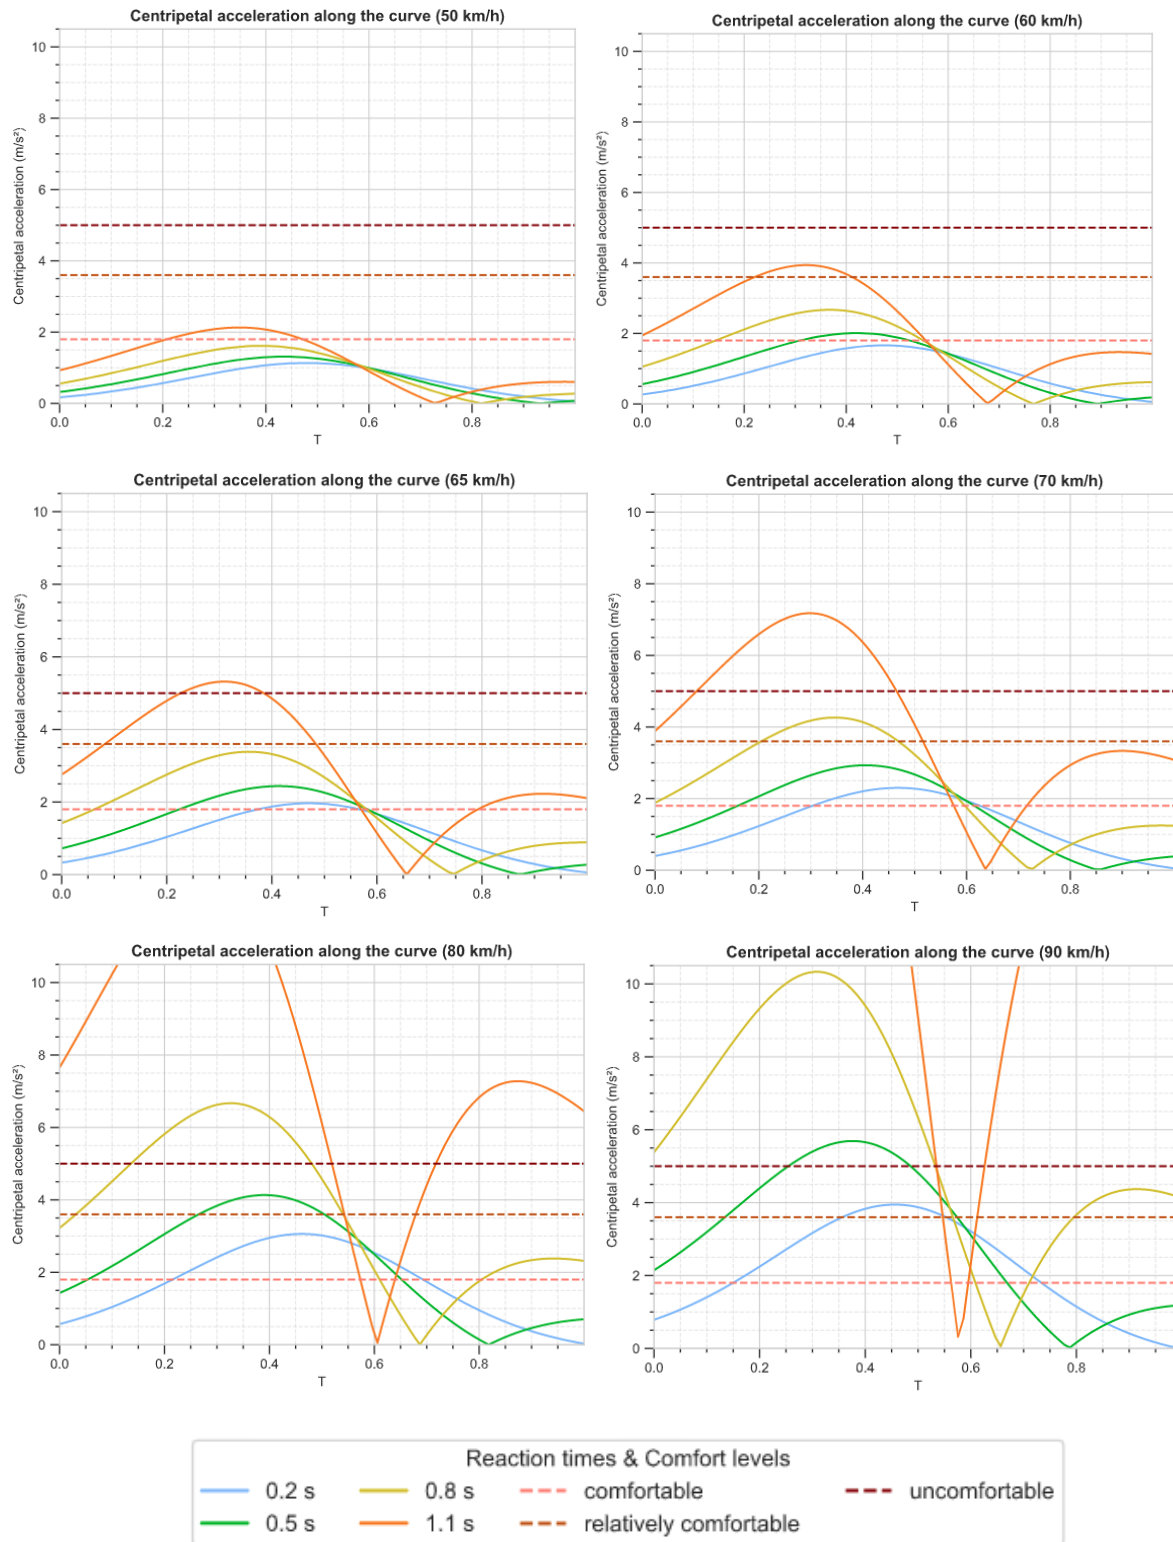 Centripetal acceleration along the curve (50 km/h)
Centripetal acceleration (m/s²)
10
8
6
4
2
0
0.0 0.2 0.4 0.6 0.8
T
Centripetal acceleration along the curve (60 km/h)
Centripetal acceleration (m/s²)
10
8
6
4
2
0
0.0 0.2 0.4 0.6 0.8
T
Centripetal acceleration along the curve (65 km/h)
Centripetal acceleration (m/s²)
10
8
6
4
2
0
0.0 0.2 0.4 0.6 0.8
T
Centripetal acceleration along the curve (70 km/h)
Centripetal acceleration (m/s²)
10
8
6
4
2
0
0.0 0.2 0.4 0.6 0.8
T
Centripetal acceleration along the curve (80 km/h)
Centripetal acceleration (m/s²)
10
8
6
4
2
0
0.0 0.2 0.4 0.6 0.8
T
Centripetal acceleration along the curve (90 km/h)
Centripetal acceleration (m/s²)
10
8
6
4
2
0
0.0 0.2 0.4 0.6 0.8
T
Reaction times & Comfort levels
0.2 s 0.8 s comfortable uncomfortable
0.5 s 1.1 s relatively comfortable